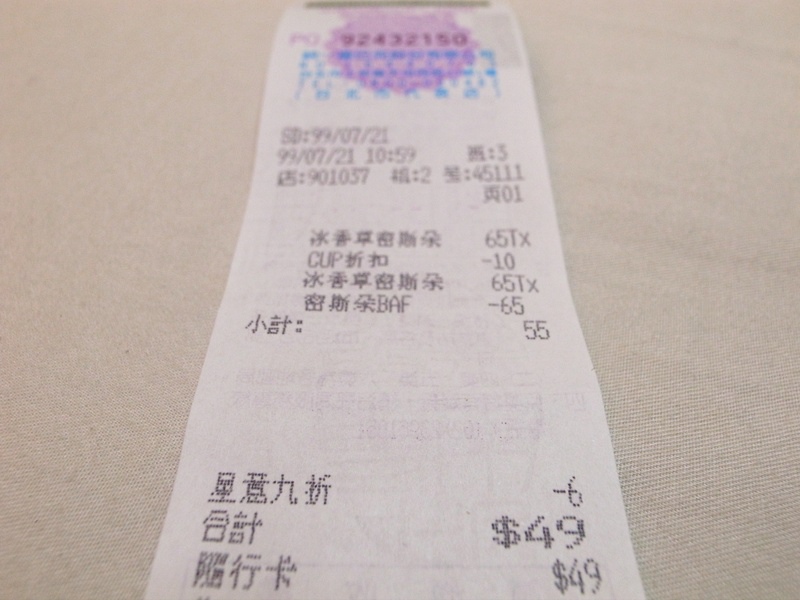 PO 92432150
SD:99/07/21
99/07/21 10:59 班:3
店:901037 機:2 號:45111
頁01
冰香草密斯朵 65Tx
CUP折扣 -10
冰香草密斯朵 65Tx
密斯朵BAF -65
小計: 55
星意九折 -6
合計 $49
隨行卡 $49